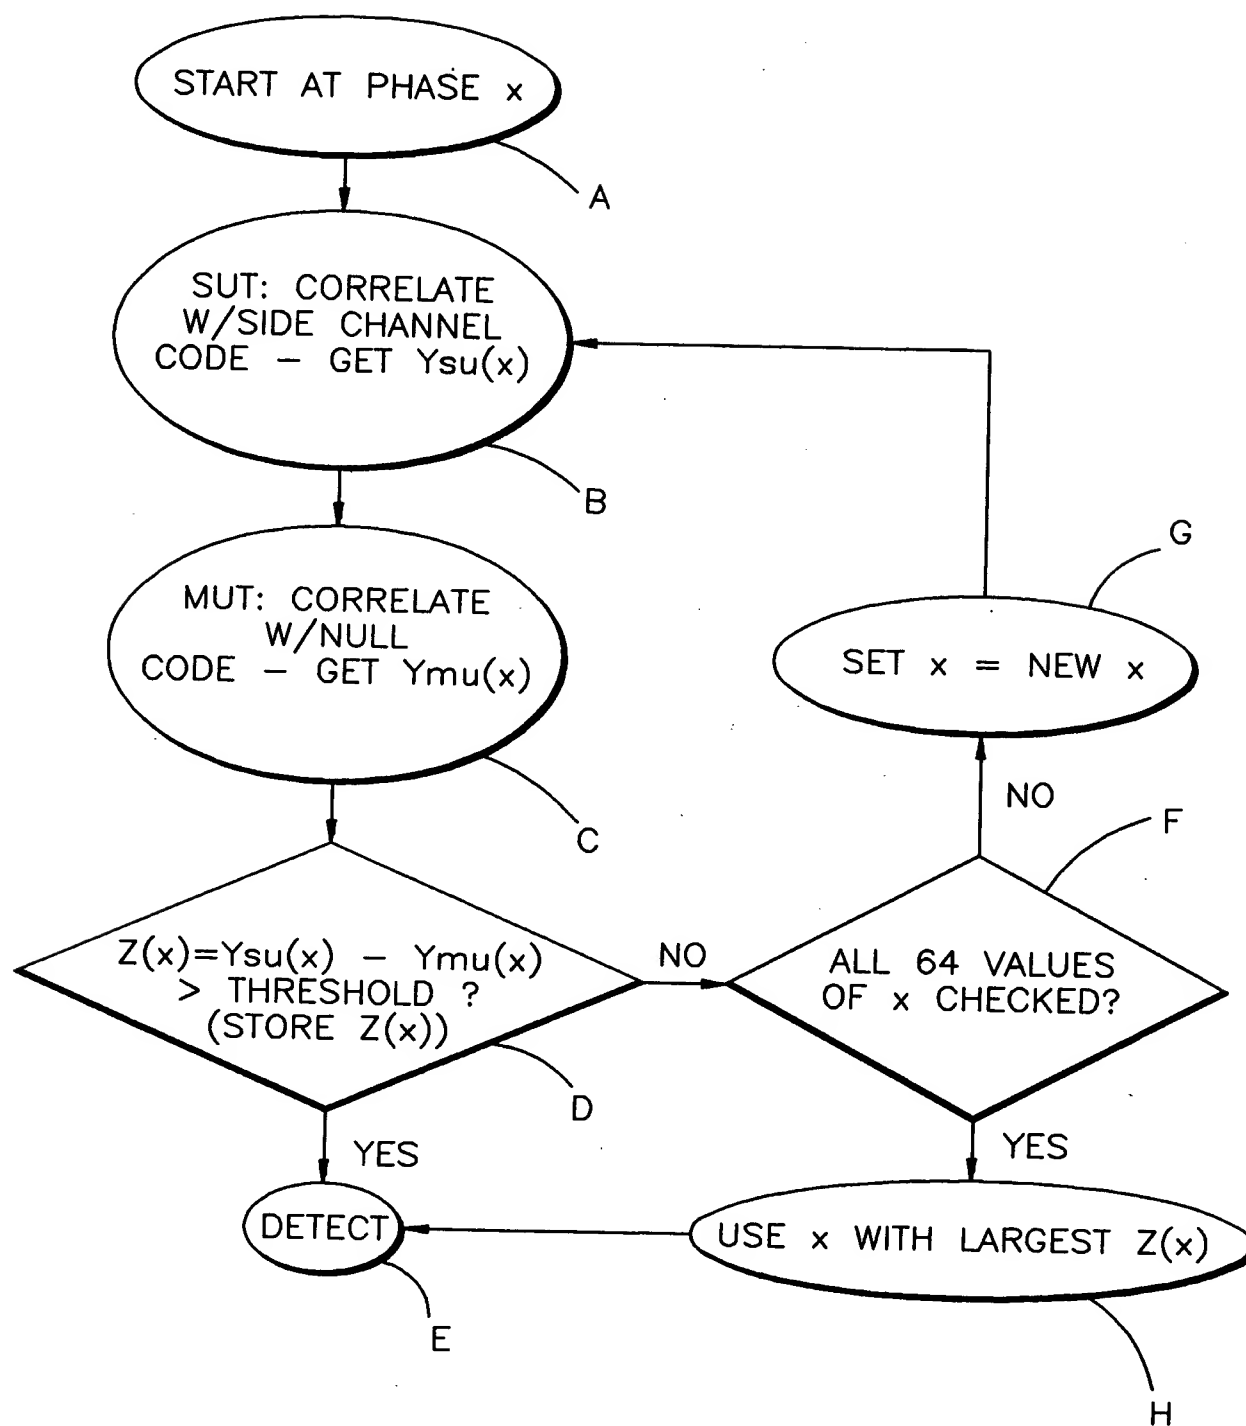 START AT PHASE x
A
SUT: CORRELATE
W/SIDE CHANNEL
CODE – GET Ysu(x)
B
MUT: CORRELATE
W/NULL
CODE – GET Ymu(x)
C
Z(x)=Ysu(x) – Ymu(x)
> THRESHOLD ?
(STORE Z(x))
D
NO
YES
DETECT
E
ALL 64 VALUES
OF x CHECKED?
F
NO
SET x = NEW x
G
YES
USE x WITH LARGEST Z(x)
H